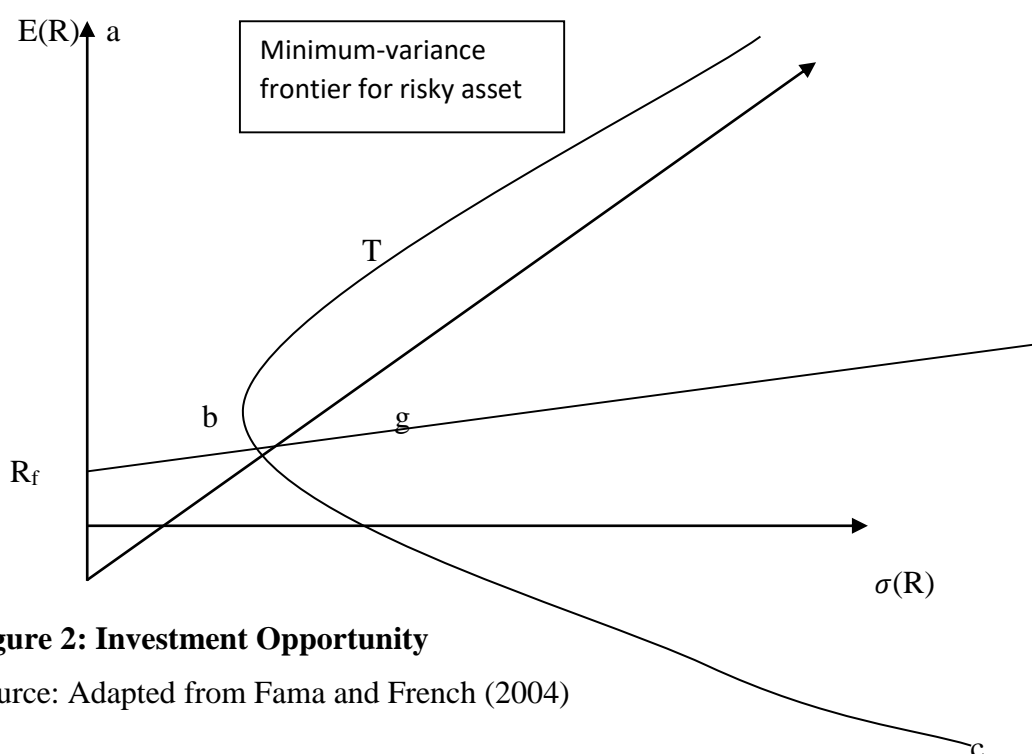 E(R) a
Minimum-variance
frontier for risky asset
T
b
g
Rf
σ(R)
gure 2: Investment Opportunity
urce: Adapted from Fama and French (2004)
c